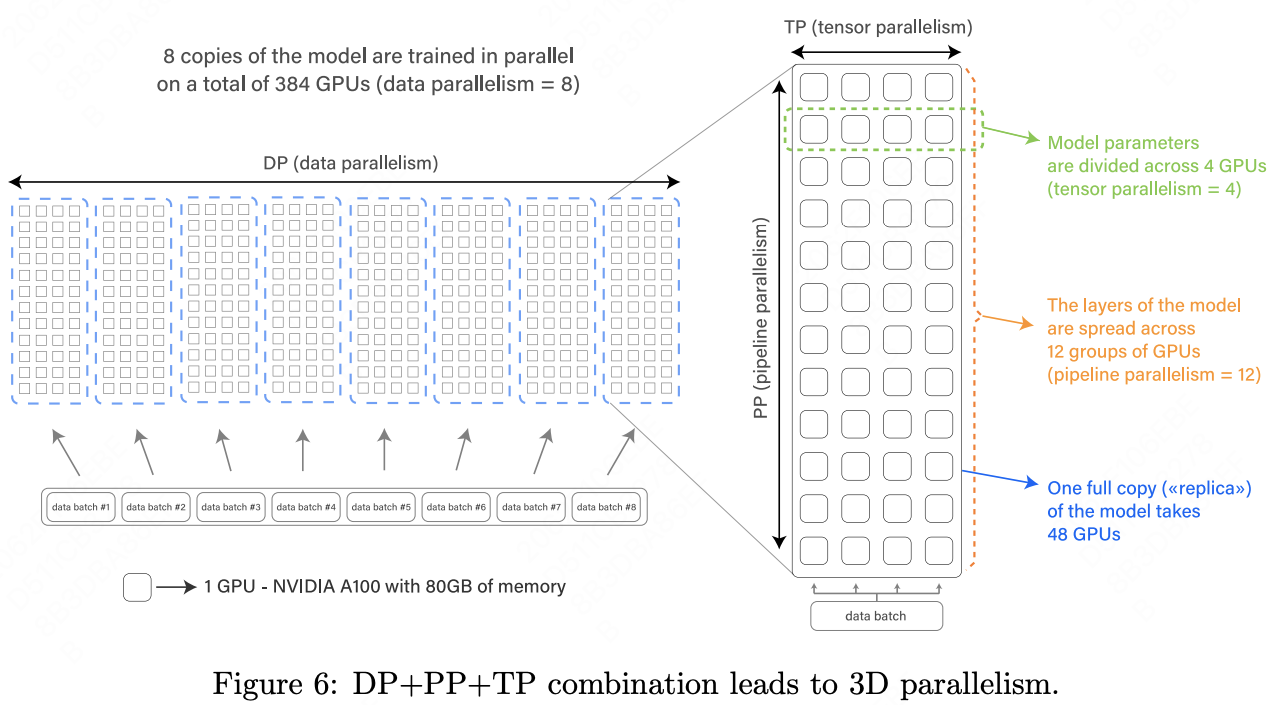 8 copies of the model are trained in parallel
on a total of 384 GPUs (data parallelism = 8)
DP (data parallelism)
data batch #1
data batch #2
data batch #3
data batch #4
data batch #5
data batch #6
data batch #7
data batch #8
1 GPU - NVIDIA A100 with 80GB of memory
TP (tensor parallelism)
PP (pipeline parallelism)
data batch
Model parameters
are divided across 4 GPUs
(tensor parallelism = 4)
The layers of the model
are spread across
12 groups of GPUs
(pipeline parallelism = 12)
One full copy («replica»)
of the model takes
48 GPUs
Figure 6: DP+PP+TP combination leads to 3D parallelism.